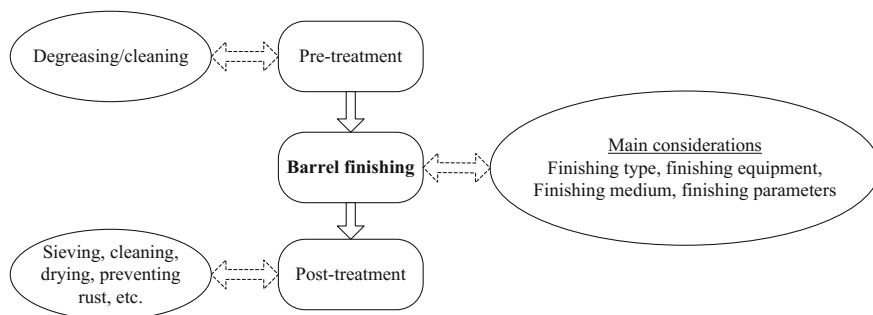 Degreasing/cleaning
Pre-treatment
Barrel finishing
Main considerations
Finishing type, finishing equipment,
Finishing medium, finishing parameters
Sieving, cleaning,
drying, preventing
rust, etc.
Post-treatment